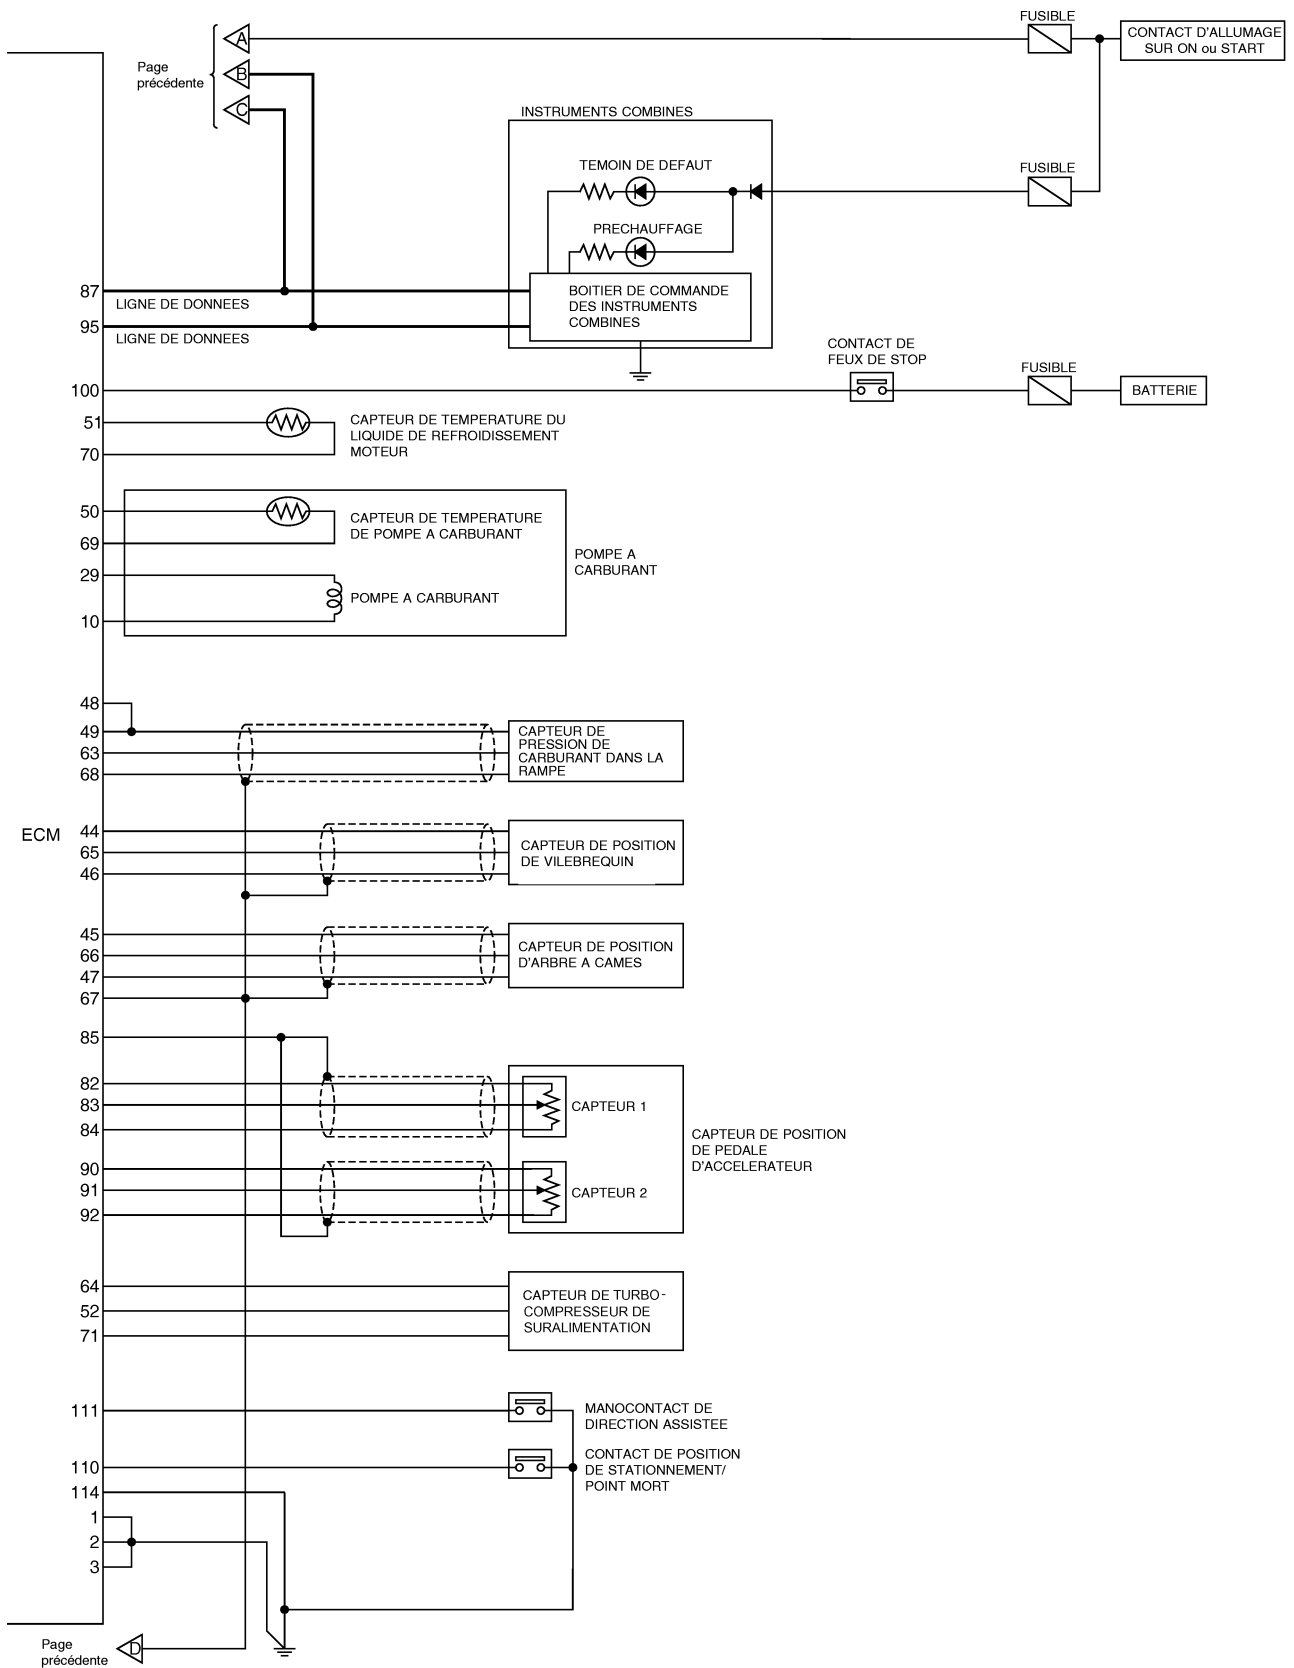 FUSIBLE
A
CONTACT D'ALLUMAGE
SUR ON ou START
Page
précédente
B
C
INSTRUMENTS COMBINES
TEMOIN DE DEFAUT
FUSIBLE
PRECHAUFFAGE
87
LIGNE DE DONNEES
BOITIER DE COMMANDE
DES INSTRUMENTS
COMBINES
95
LIGNE DE DONNEES
CONTACT DE
FEUX DE STOP
FUSIBLE
100
BATTERIE
51
CAPTEUR DE TEMPERATURE DU
LIQUIDE DE REFROIDISSEMENT
MOTEUR
70
50
CAPTEUR DE TEMPERATURE
DE POMPE A CARBURANT
69
POMPE A
CARBURANT
29
POMPE A CARBURANT
10
48
49
63
68
CAPTEUR DE
PRESSION DE
CARBURANT DANS LA
RAMPE
ECM
44
65
46
CAPTEUR DE POSITION
DE VILEBREQUIN
45
66
47
67
CAPTEUR DE POSITION
D'ARBRE A CAMES
85
82
83
84
CAPTEUR 1
CAPTEUR DE POSITION
DE PEDALE
D'ACCELERATEUR
90
91
92
CAPTEUR 2
64
52
71
CAPTEUR DE TURBO-
COMPRESSEUR DE
SURALIMENTATION
111
MANOCONTACT DE
DIRECTION ASSISTEE
110
CONTACT DE POSITION
DE STATIONNEMENT/
POINT MORT
114
1
2
3
Page
précédente
D